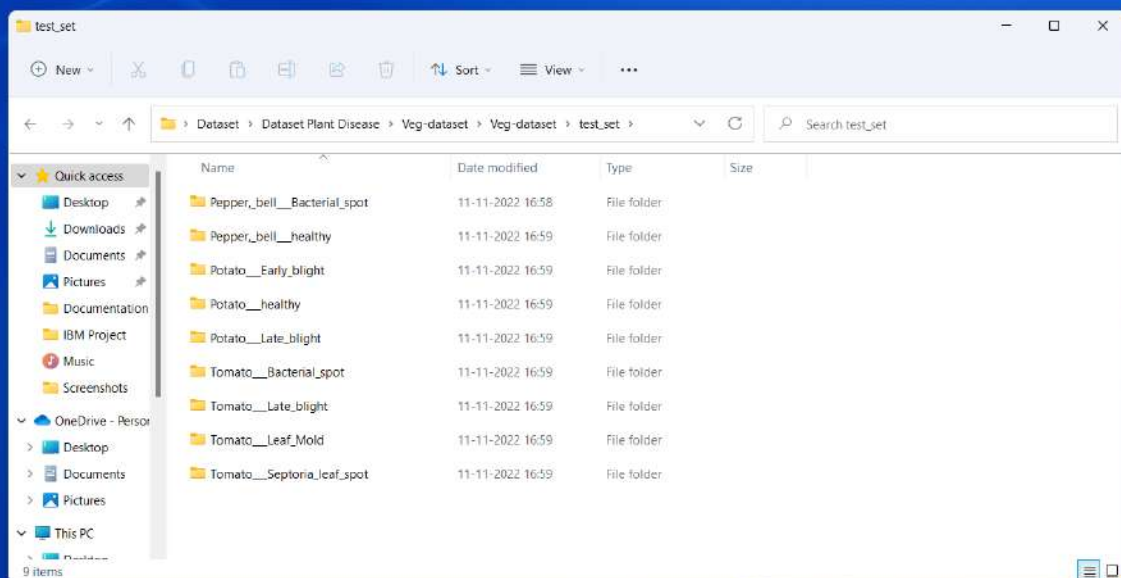 test_set
New
Sort
View
Dataset > Dataset Plant Disease > Veg-dataset > Veg-dataset > test_set >
Search test_set
Name Date modified Type Size
Quick access
Desktop
Downloads
Documents
Pictures
Documentation
IBM Project
Music
Screenshots
OneDrive - Person
Desktop
Documents
Pictures
This PC
Pepper,_bell___Bacterial_spot 11-11-2022 16:58 File folder
Pepper,_bell___healthy 11-11-2022 16:59 File folder
Potato___Early_blight 11-11-2022 16:59 File folder
Potato___healthy 11-11-2022 16:59 File folder
Potato___Late_blight 11-11-2022 16:59 File folder
Tomato___Bacterial_spot 11-11-2022 16:59 File folder
Tomato___Late_blight 11-11-2022 16:59 File folder
Tomato___Leaf_Mold 11-11-2022 16:59 File folder
Tomato___Septoria_leaf_spot 11-11-2022 16:59 File folder
9 items